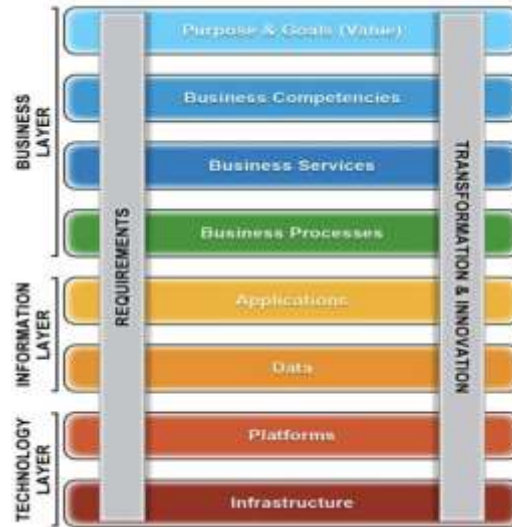 BUSINESS
LAYER
INFORMATION
LAYER
TECHNOLOGY
LAYER
REQUIREMENTS
Purpose & Goals (Value)
Business Competencies
Business Services
Business Processes
Applications
Data
Platforms
Infrastructure
TRANSFORMATION & INNOVATION